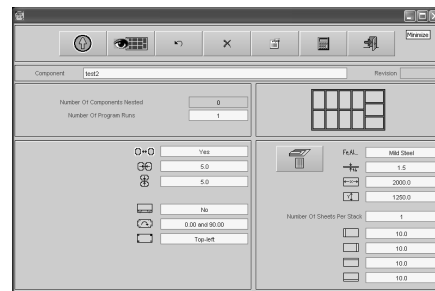 Minimize
Component test2 Revision
Number Of Components Nested 0
Number Of Program Runs 1
Yes
5.0
5.0
No
0.00 and 90.00
Top-left
Fe,Al... Mild Steel
1.5
X 2000.0
Y 1250.0
Number Of Sheets Per Stack 1
10.0
10.0
10.0
10.0